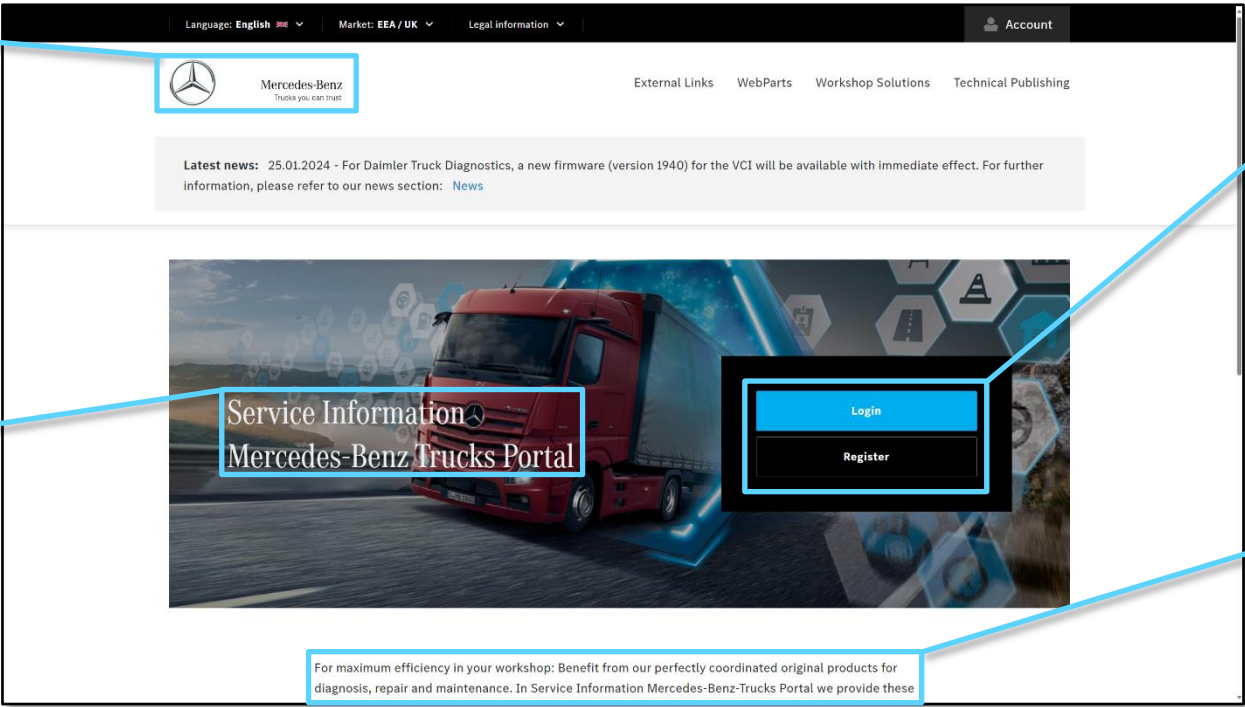 Language: English Market: EEA / UK Legal information Account
Mercedes-Benz
Trucks you can trust
External Links WebParts Workshop Solutions Technical Publishing
Latest news: 25.01.2024 - For Daimler Truck Diagnostics, a new firmware (version 1940) for the VCI will be available with immediate effect. For further
information, please refer to our news section: News
Service Information
Mercedes-Benz Trucks Portal
Login
Register
For maximum efficiency in your workshop: Benefit from our perfectly coordinated original products for
diagnosis, repair and maintenance. In Service Information Mercedes-Benz-Trucks Portal we provide these